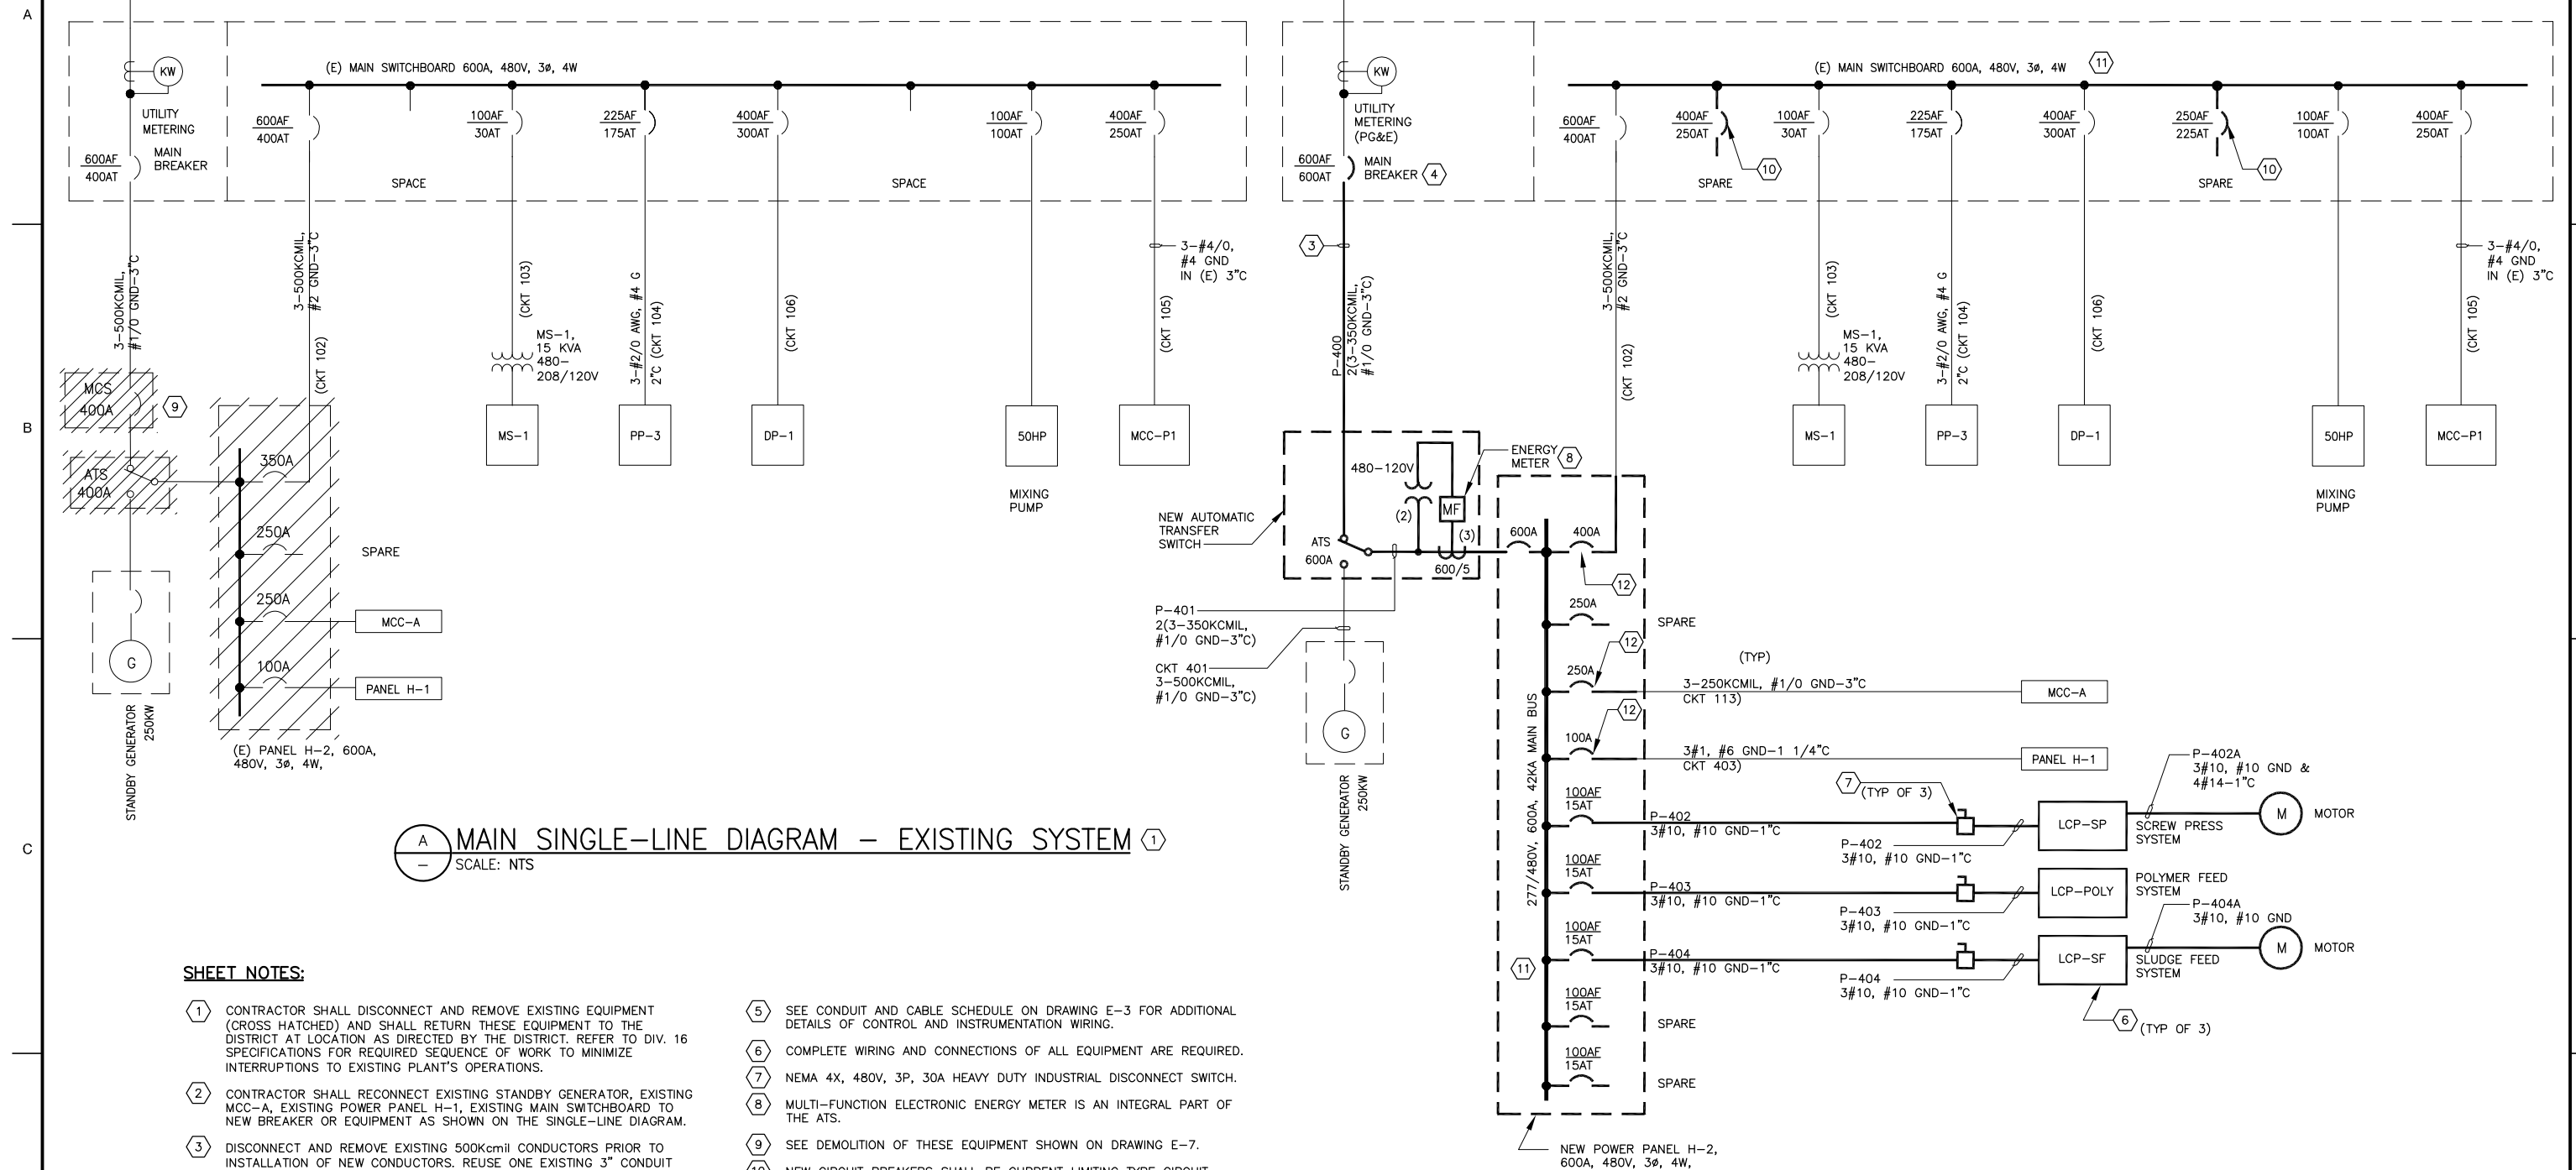 A
B
C
KW
UTILITY
METERING
600AF
400AT
MAIN
BREAKER
(E) MAIN SWITCHBOARD 600A, 480V, 3ø, 4W
600AF
400AT
SPACE
100AF
30AT
225AF
175AT
400AF
300AT
SPACE
100AF
100AT
400AF
250AT
3-500KCMIL,
#1/0 GND-3"C
3-500KCMIL,
#2 GND-3"C
(CKT 102)
(CKT 103)
MS-1,
15 KVA
480-
208/120V
3-#2/0 AWG, #4 G
2"C (CKT 104)
(CKT 106)
3-#4/0,
#4 GND
IN (E) 3"C
(CKT 105)
MCS
400A
9
ATS
400A
MS-1
PP-3
DP-1
50HP
MCC-P1
MIXING
PUMP
350A
250A
SPARE
250A
MCC-A
100A
PANEL H-1
G
STANDBY GENERATOR
250KW
(E) PANEL H-2, 600A,
480V, 3ø, 4W,
A
-
MAIN SINGLE-LINE DIAGRAM - EXISTING SYSTEM
1
SCALE: NTS
KW
UTILITY
METERING
(PG&E)
600AF
600AT
MAIN
BREAKER
4
(E) MAIN SWITCHBOARD 600A, 480V, 3ø, 4W
11
600AF
400AT
400AF
250AT
10
SPARE
100AF
30AT
225AF
175AT
400AF
300AT
250AF
225AT
10
SPARE
100AF
100AT
400AF
250AT
3
P-400
2(3-350KCMIL,
#1/0 GND-3"C)
3-500KCMIL,
#2 GND-3"C
(CKT 102)
(CKT 103)
MS-1,
15 KVA
480-
208/120V
3-#2/0 AWG, #4 G
2"C (CKT 104)
(CKT 106)
3-#4/0,
#4 GND
IN (E) 3"C
(CKT 105)
MS-1
PP-3
DP-1
50HP
MCC-P1
MIXING
PUMP
480-120V
ENERGY
METER
8
MF
(2)
(3)
NEW AUTOMATIC
TRANSFER
SWITCH
ATS
600A
600/5
600A
400A
12
P-401
2(3-350KCMIL,
#1/0 GND-3"C)
CKT 401
3-500KCMIL,
#1/0 GND-3"C)
G
STANDBY GENERATOR
250KW
277/480V, 600A, 42KA MAIN BUS
11
250A
SPARE
12
250A
(TYP)
3-250KCMIL, #1/0 GND-3"C
CKT 113)
MCC-A
12
100A
3#1, #6 GND-1 1/4"C
CKT 403)
PANEL H-1
100AF
15AT
P-402
3#10, #10 GND-1"C
7
(TYP OF 3)
P-402
3#10, #10 GND-1"C
LCP-SP
SCREW PRESS
SYSTEM
P-402A
3#10, #10 GND &
4#14-1"C
M
MOTOR
100AF
15AT
P-403
3#10, #10 GND-1"C
P-403
3#10, #10 GND-1"C
LCP-POLY
POLYMER FEED
SYSTEM
P-404A
3#10, #10 GND
100AF
15AT
P-404
3#10, #10 GND-1"C
P-404
3#10, #10 GND-1"C
LCP-SF
SLUDGE FEED
SYSTEM
M
MOTOR
6
(TYP OF 3)
100AF
15AT
SPARE
100AF
15AT
SPARE
NEW POWER PANEL H-2,
600A, 480V, 3ø, 4W,
SHEET NOTES:
1
CONTRACTOR SHALL DISCONNECT AND REMOVE EXISTING EQUIPMENT
(CROSS HATCHED) AND SHALL RETURN THESE EQUIPMENT TO THE
DISTRICT AT LOCATION AS DIRECTED BY THE DISTRICT. REFER TO DIV. 16
SPECIFICATIONS FOR REQUIRED SEQUENCE OF WORK TO MINIMIZE
INTERRUPTIONS TO EXISTING PLANT'S OPERATIONS.
2
CONTRACTOR SHALL RECONNECT EXISTING STANDBY GENERATOR, EXISTING
MCC-A, EXISTING POWER PANEL H-1, EXISTING MAIN SWITCHBOARD TO
NEW BREAKER OR EQUIPMENT AS SHOWN ON THE SINGLE-LINE DIAGRAM.
3
DISCONNECT AND REMOVE EXISTING 500Kcmil CONDUCTORS PRIOR TO
INSTALLATION OF NEW CONDUCTORS. REUSE ONE EXISTING 3" CONDUIT
5
SEE CONDUIT AND CABLE SCHEDULE ON DRAWING E-3 FOR ADDITIONAL
DETAILS OF CONTROL AND INSTRUMENTATION WIRING.
6
COMPLETE WIRING AND CONNECTIONS OF ALL EQUIPMENT ARE REQUIRED.
7
NEMA 4X, 480V, 3P, 30A HEAVY DUTY INDUSTRIAL DISCONNECT SWITCH.
8
MULTI-FUNCTION ELECTRONIC ENERGY METER IS AN INTEGRAL PART OF
THE ATS.
9
SEE DEMOLITION OF THESE EQUIPMENT SHOWN ON DRAWING E-7.
10
NEW CIRCUIT BREAKERS SHALL BE CURRENT LIMITING TYPE CIRCUIT